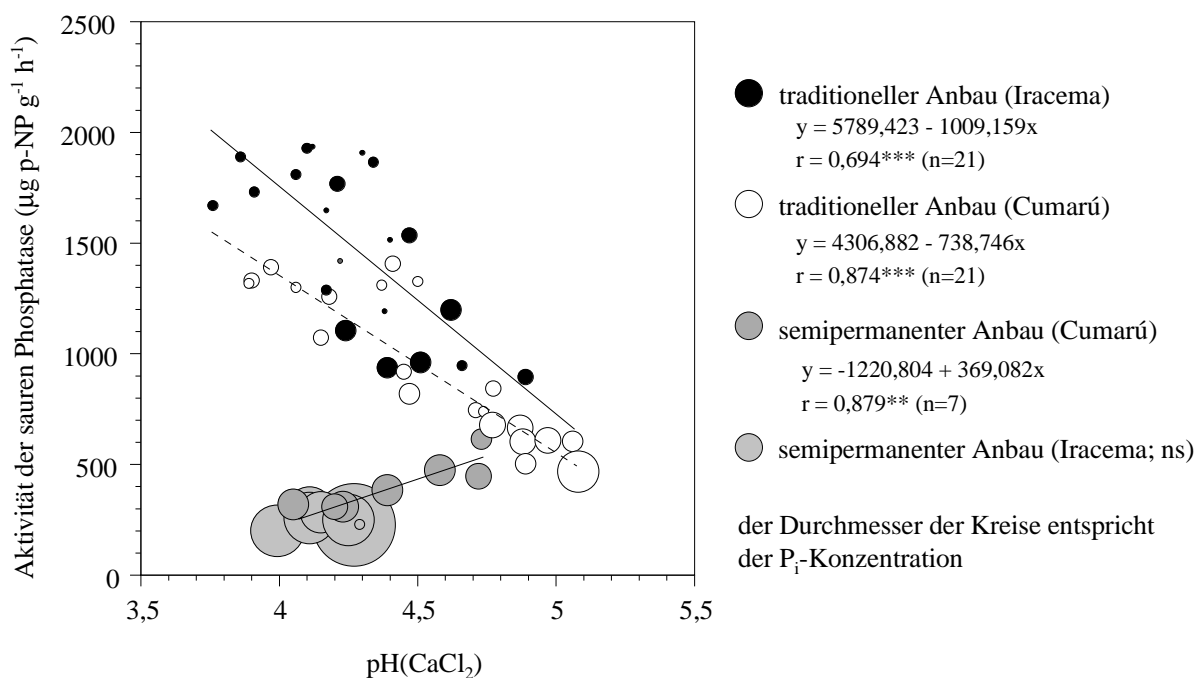 Aktivität der sauren Phosphatase (µg p-NP g⁻¹ h⁻¹)
2500
2000
1500
1000
500
0
3,5
4
4,5
5
5,5
pH(CaCl₂)
traditioneller Anbau (Iracema)
y = 5789,423 - 1009,159x
r = 0,694*** (n=21)
traditioneller Anbau (Cumarú)
y = 4306,882 - 738,746x
r = 0,874*** (n=21)
semipermanenter Anbau (Cumarú)
y = -1220,804 + 369,082x
r = 0,879** (n=7)
semipermanenter Anbau (Iracema; ns)
der Durchmesser der Kreise entspricht
der Pᵢ-Konzentration